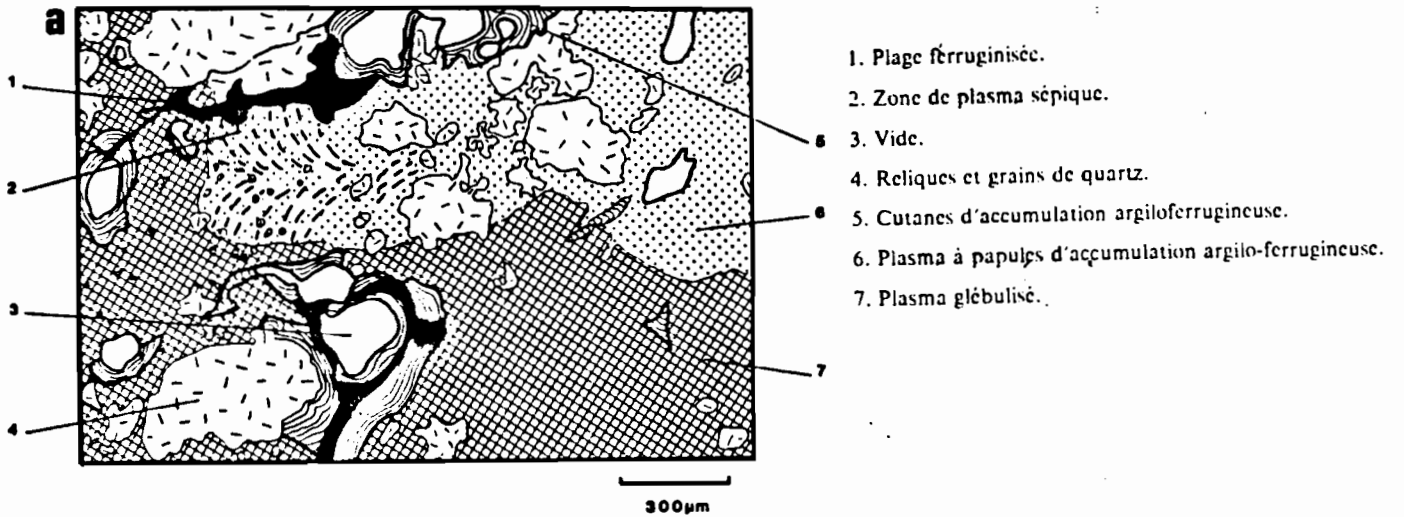 a
1
2
3
4
5
6
7
300µm
1. Plage ferruginisée.
2. Zone de plasma sépique.
3. Vide.
4. Reliques et grains de quartz.
5. Cutanes d'accumulation argiloferrugineuse.
6. Plasma à papules d'accumulation argilo-ferrugineuse.
7. Plasma glébulisé.